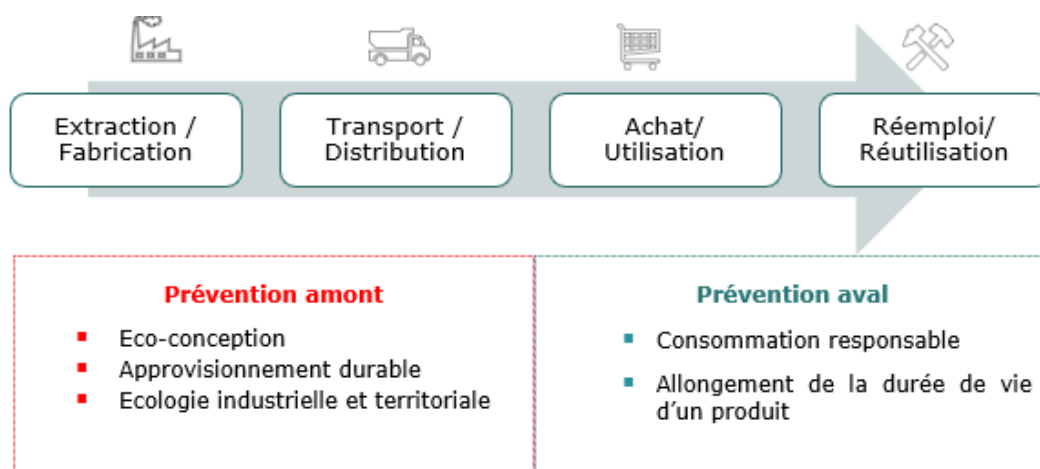 Extraction /
Fabrication
Transport /
Distribution
Achat/
Utilisation
Réemploi/
Réutilisation
Prévention amont
Eco-conception
Approvisionnement durable
Ecologie industrielle et territoriale
Prévention aval
Consommation responsable
Allongement de la durée de vie
d’un produit